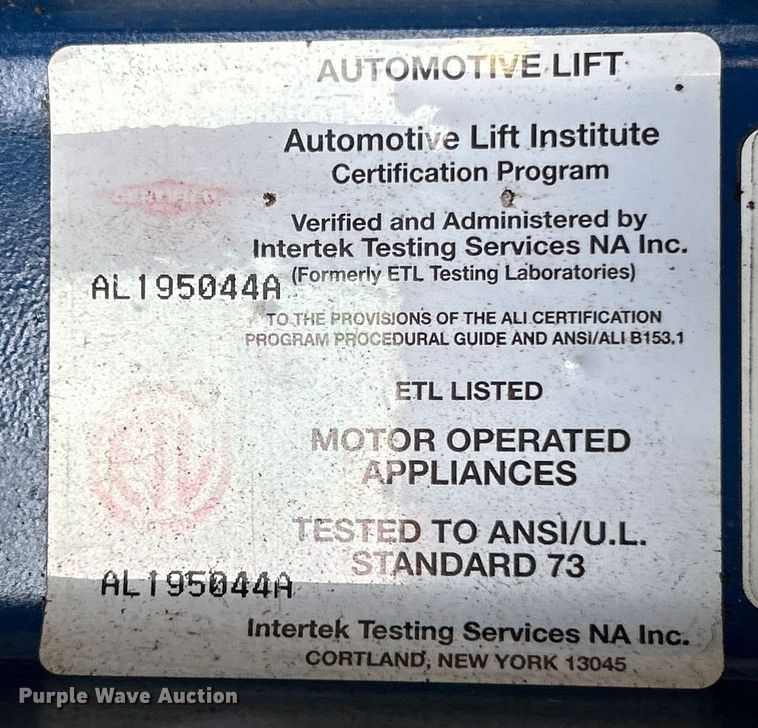 AUTOMOTIVE LIFT
Automotive Lift Institute
Certification Program
Verified and Administered by
Intertek Testing Services NA Inc.
(Formerly ETL Testing Laboratories)
AL195044A
TO THE PROVISIONS OF THE ALI CERTIFICATION
PROGRAM PROCEDURAL GUIDE AND ANSI/ALI B153.1
ETL LISTED
MOTOR OPERATED
APPLIANCES
ETL
TESTED TO ANSI/U.L.
STANDARD 73
AL195044A
Intertek Testing Services NA Inc.
CORTLAND, NEW YORK 13045
Purple Wave Auction